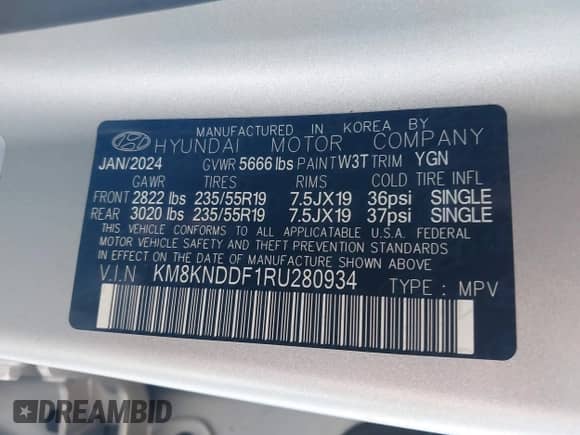 MANUFACTURED IN KOREA BY
HYUNDAI MOTOR COMPANY
JAN/2024 GVWR 5666 lbs PAINT W3T TRIM YGN
GAWR TIRES RIMS COLD TIRE INFL
FRONT 2822 lbs 235/55R19 7.5JX19 36psi SINGLE
REAR 3020 lbs 235/55R19 7.5JX19 37psi SINGLE
THIS VEHICLE CONFORMS TO ALL APPLICATABLE U.S.A. FEDERAL
MOTOR VEHICLE SAFETY AND THEFT PREVENTION STANDARDS
IN EFFECT ON THE DATE OF MANUFACTURE SHOWN ABOVE
V.I.N KM8KNDDF1RU280934 TYPE : MPV
DREAMBID